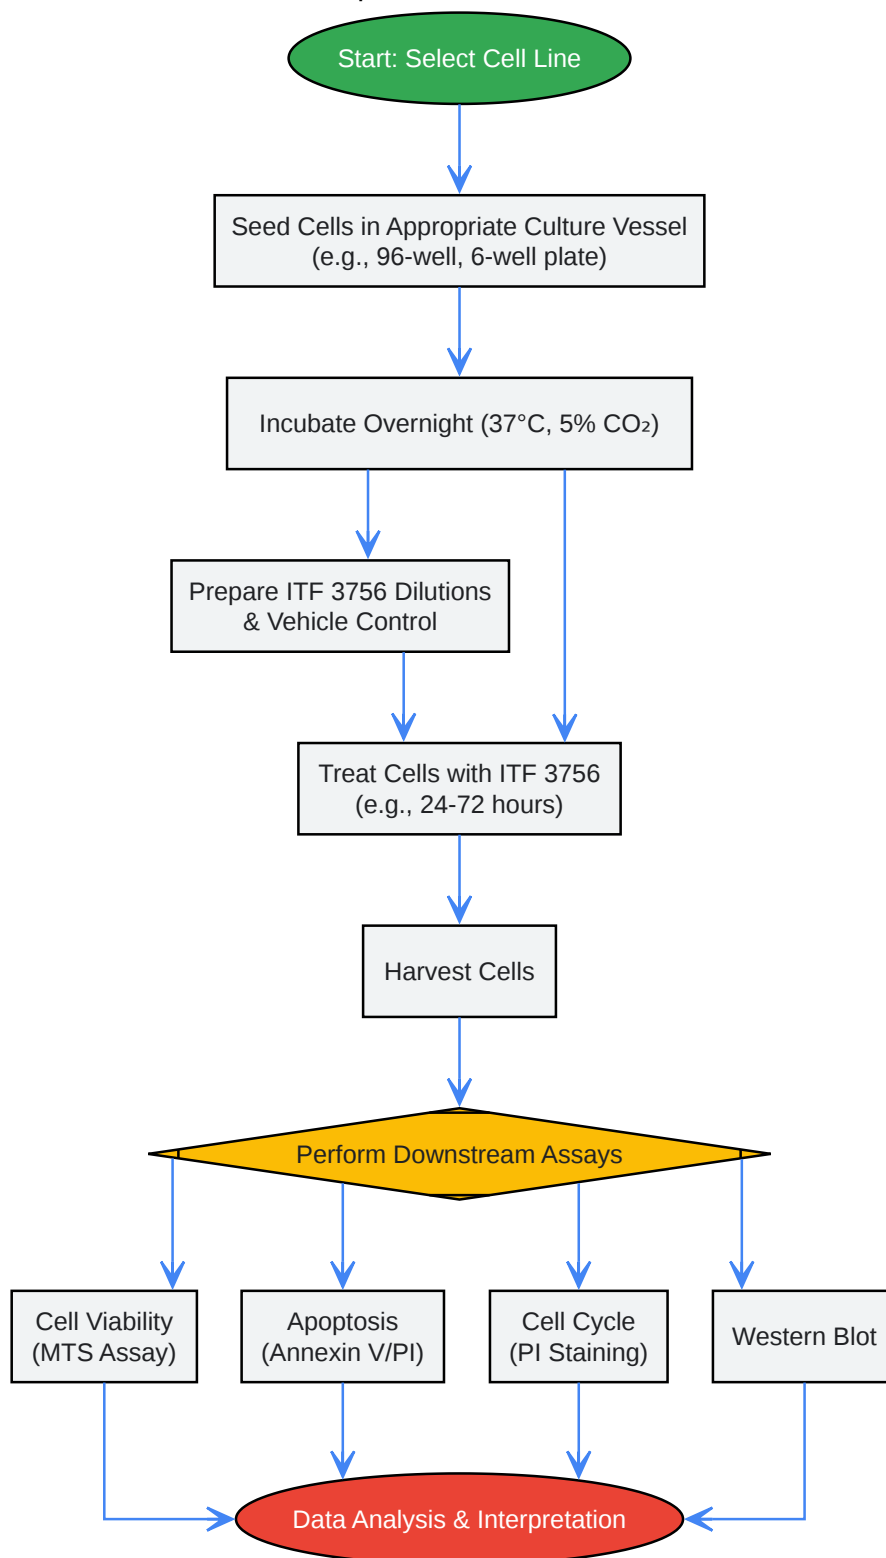 Start: Select Cell Line
Seed Cells in Appropriate Culture Vessel
(e.g., 96-well, 6-well plate)
Incubate Overnight (37°C, 5% CO₂)
Prepare ITF 3756 Dilutions
& Vehicle Control
Treat Cells with ITF 3756
(e.g., 24-72 hours)
Harvest Cells
Perform Downstream Assays
Cell Viability
(MTS Assay)
Apoptosis
(Annexin V/PI)
Cell Cycle
(PI Staining)
Western Blot
Data Analysis & Interpretation